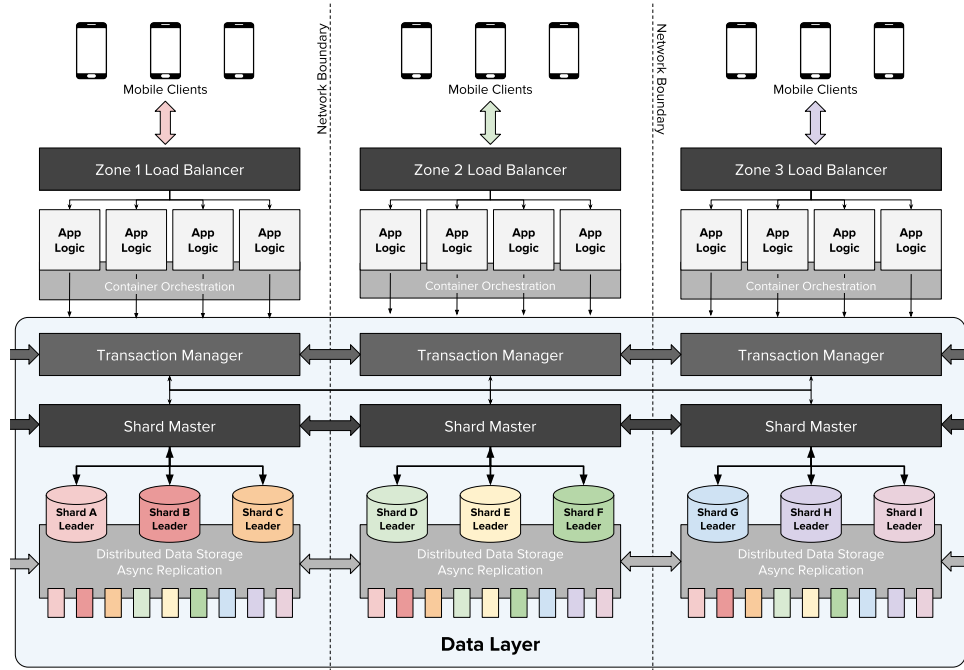 Mobile Clients
Mobile Clients
Mobile Clients
Network Boundary
Network Boundary
Zone 1 Load Balancer
Zone 2 Load Balancer
Zone 3 Load Balancer
App
Logic
App
Logic
App
Logic
App
Logic
App
Logic
App
Logic
App
Logic
App
Logic
App
Logic
App
Logic
App
Logic
App
Logic
Container Orchestration
Container Orchestration
Container Orchestration
Transaction Manager
Transaction Manager
Transaction Manager
Shard Master
Shard Master
Shard Master
Shard A
Leader
Shard B
Leader
Shard C
Leader
Shard D
Leader
Shard E
Leader
Shard F
Leader
Shard G
Leader
Shard H
Leader
Shard I
Leader
Distributed Data Storage
Async Replication
Distributed Data Storage
Async Replication
Distributed Data Storage
Async Replication
Data Layer